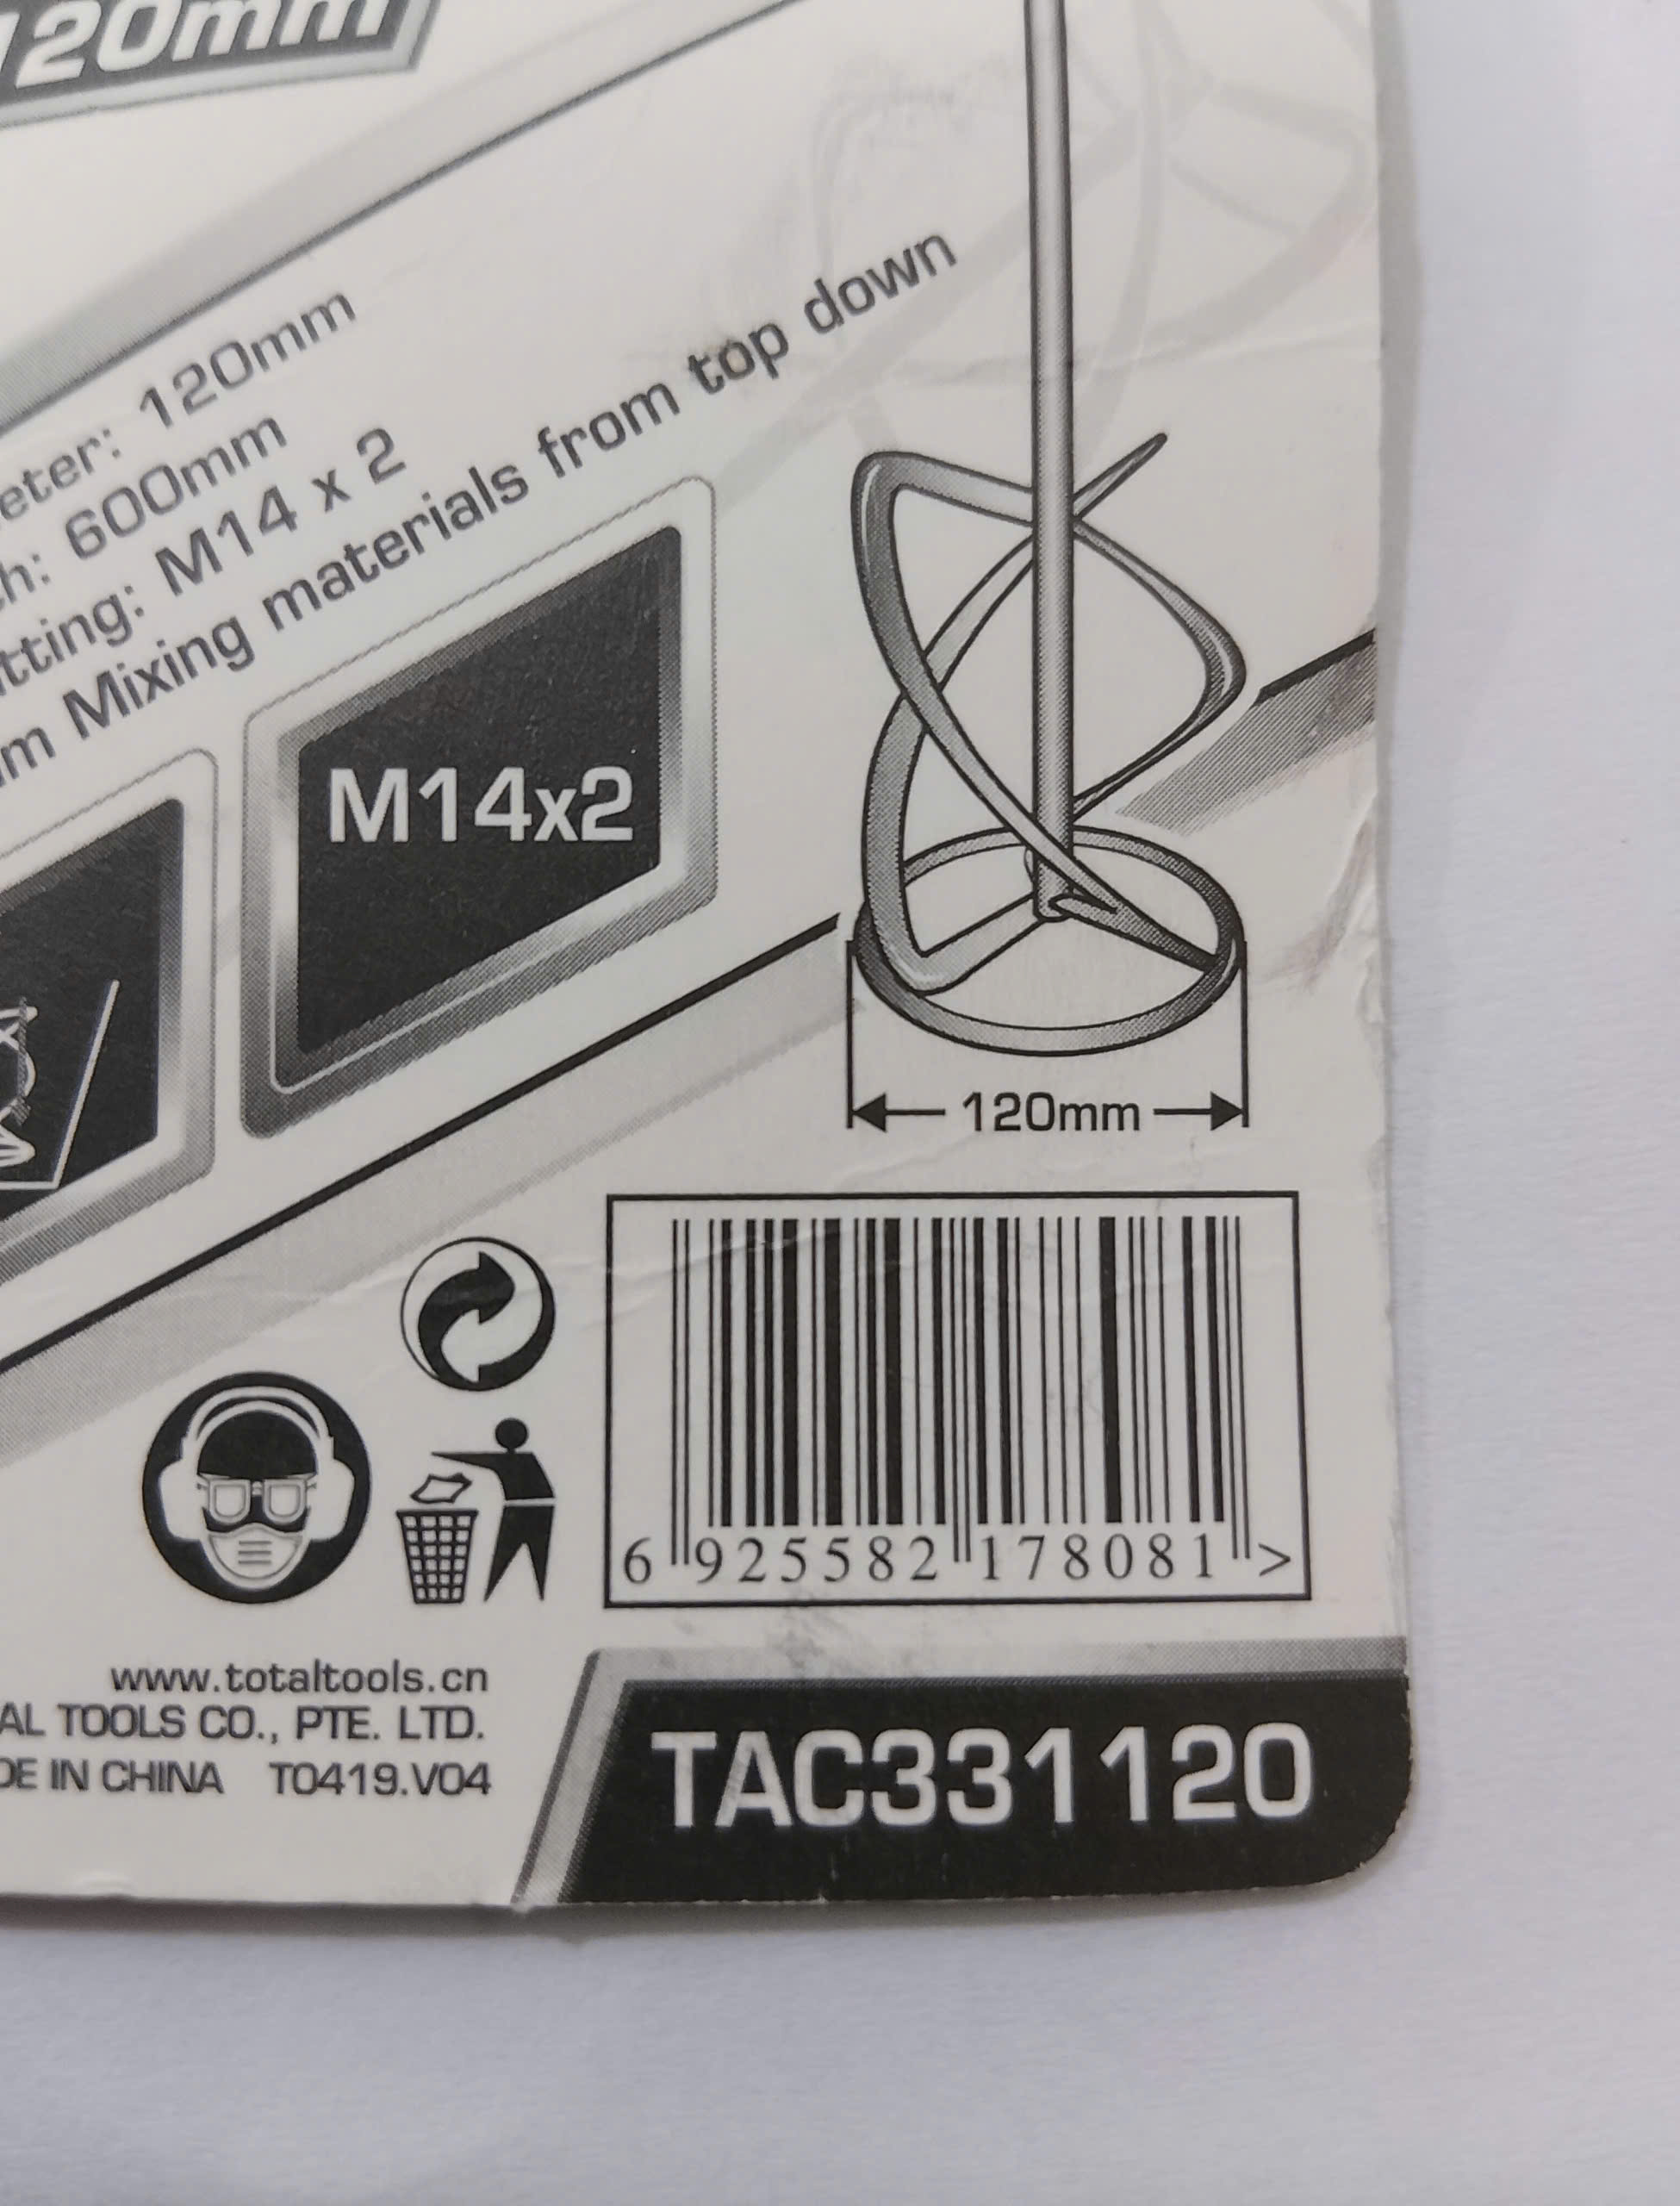 120mm
eter: 120mm
h: 600mm
tting: M14 x 2
m Mixing materials from top down
M14x2
120mm
6 925582 178081 >
www.totaltools.cn
AL TOOLS CO., PTE. LTD.
DE IN CHINA T0419.V04
TAC331120